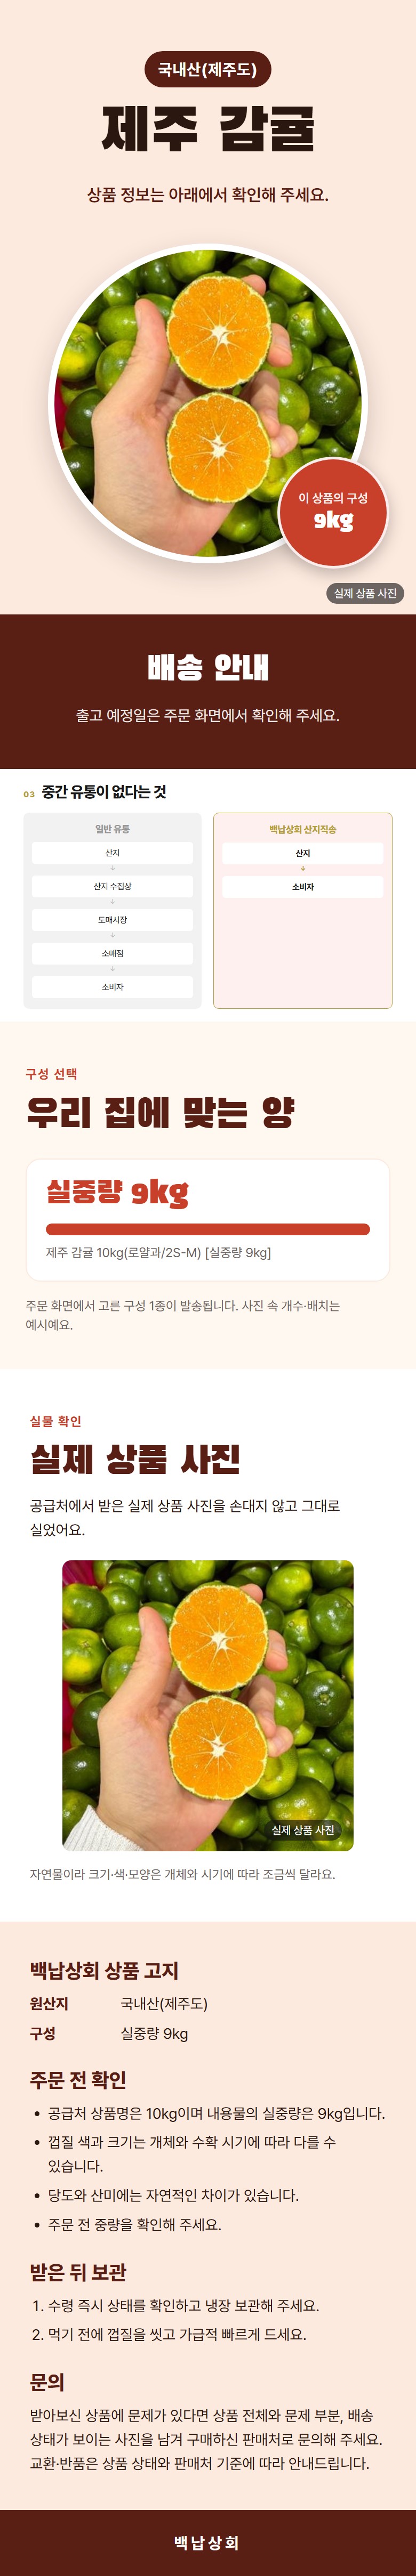 국내산(제주도)
제주 감귤
상품 정보는 아래에서 확인해 주세요.
이 상품의 구성
9kg
실제 상품 사진
배송 안내
출고 예정일은 주문 화면에서 확인해 주세요.
03 중간 유통이 없다는 것
일반 유통
산지
↓
산지 수집상
↓
도매시장
↓
소매점
↓
소비자
백납상회 산지직송
산지
↓
소비자
구성 선택
우리 집에 맞는 양
실중량 9kg
제주 감귤 10kg(로얄과/2S-M) [실중량 9kg]
주문 화면에서 고른 구성 1종이 발송됩니다. 사진 속 개수·배치는
예시예요.
실물 확인
실제 상품 사진
공급처에서 받은 실제 상품 사진을 손대지 않고 그대로
실었어요.
실제 상품 사진
자연물이라 크기·색·모양은 개체와 시기에 따라 조금씩 달라요.
백납상회 상품 고지
원산지 국내산(제주도)
구성 실중량 9kg
주문 전 확인
• 공급처 상품명은 10kg이며 내용물의 실중량은 9kg입니다.
• 껍질 색과 크기는 개체와 수확 시기에 따라 다를 수
있습니다.
• 당도와 산미에는 자연적인 차이가 있습니다.
• 주문 전 중량을 확인해 주세요.
받은 뒤 보관
1. 수령 즉시 상태를 확인하고 냉장 보관해 주세요.
2. 먹기 전에 껍질을 씻고 가급적 빠르게 드세요.
문의
받아보신 상품에 문제가 있다면 상품 전체와 문제 부분, 배송
상태가 보이는 사진을 남겨 구매하신 판매처로 문의해 주세요.
교환·반품은 상품 상태와 판매처 기준에 따라 안내드립니다.
백납상회